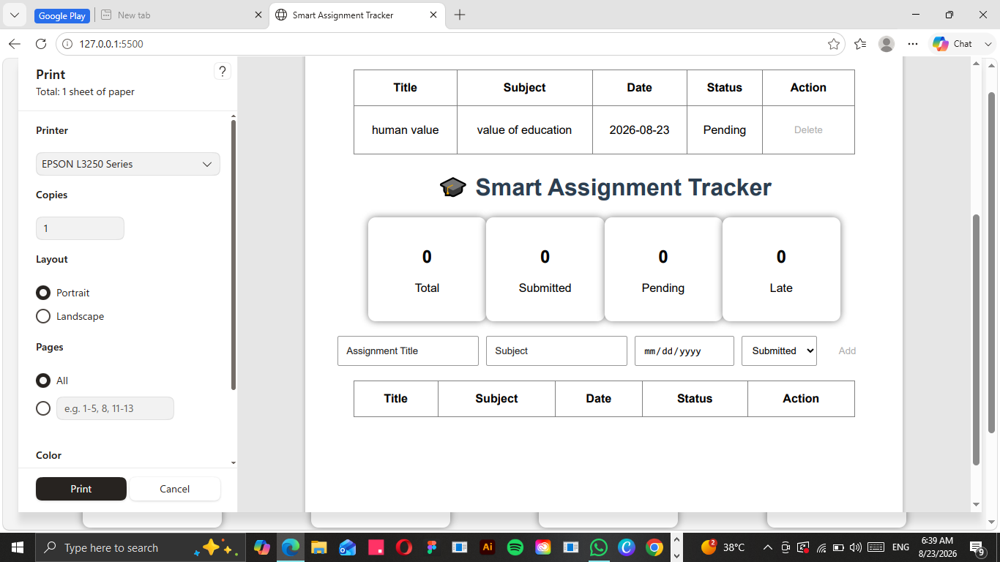 Google Play
New tab
Smart Assignment Tracker
127.0.0.1:5500
Chat
Print
?
Total: 1 sheet of paper
Printer
EPSON L3250 Series
Copies
1
Layout
Portrait
Landscape
Pages
All
e.g. 1-5, 8, 11-13
Color
Print Cancel
Title Subject Date Status Action
human value value of education 2026-08-23 Pending Delete
Smart Assignment Tracker
0 0 0 0
Total Submitted Pending Late
Assignment Title Subject mm/dd/yyyy Submitted Add
Title Subject Date Status Action
Type here to search
Ai
2
38°C
ENG
6:39 AM
8/23/2026
9